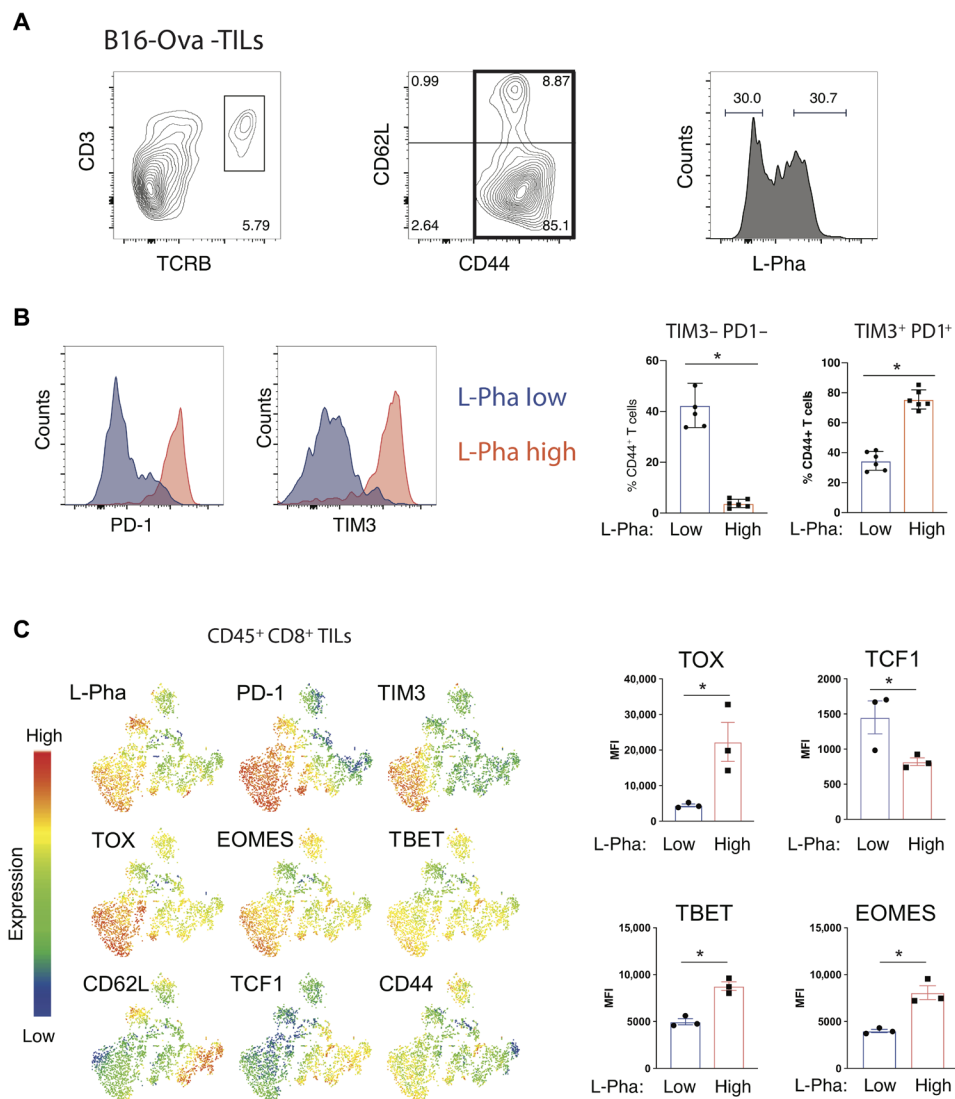 A
B16-Ova -TILs
CD3
5.79
TCRB
0.99
8.87
CD62L
2.64
85.1
CD44
30.0
30.7
Counts
L-Pha
B
Counts
PD-1
Counts
TIM3
L-Pha low
L-Pha high
TIM3– PD1–
*
60
40
20
0
% CD44⁺ T cells
L-Pha:
Low
High
TIM3⁺ PD1⁺
*
100
80
60
40
20
0
% CD44+ T cells
L-Pha:
Low
High
C
CD45⁺ CD8⁺ TILs
High
Expression
Low
L-Pha
PD-1
TIM3
TOX
EOMES
TBET
CD62L
TCF1
CD44
TOX
*
40,000
30,000
20,000
10,000
0
MFI
L-Pha:
Low
High
TCF1
*
2000
1500
1000
500
0
MFI
L-Pha:
Low
High
TBET
*
15,000
10,000
5000
0
MFI
L-Pha:
Low
High
EOMES
*
15,000
10,000
5000
0
MFI
L-Pha:
Low
High